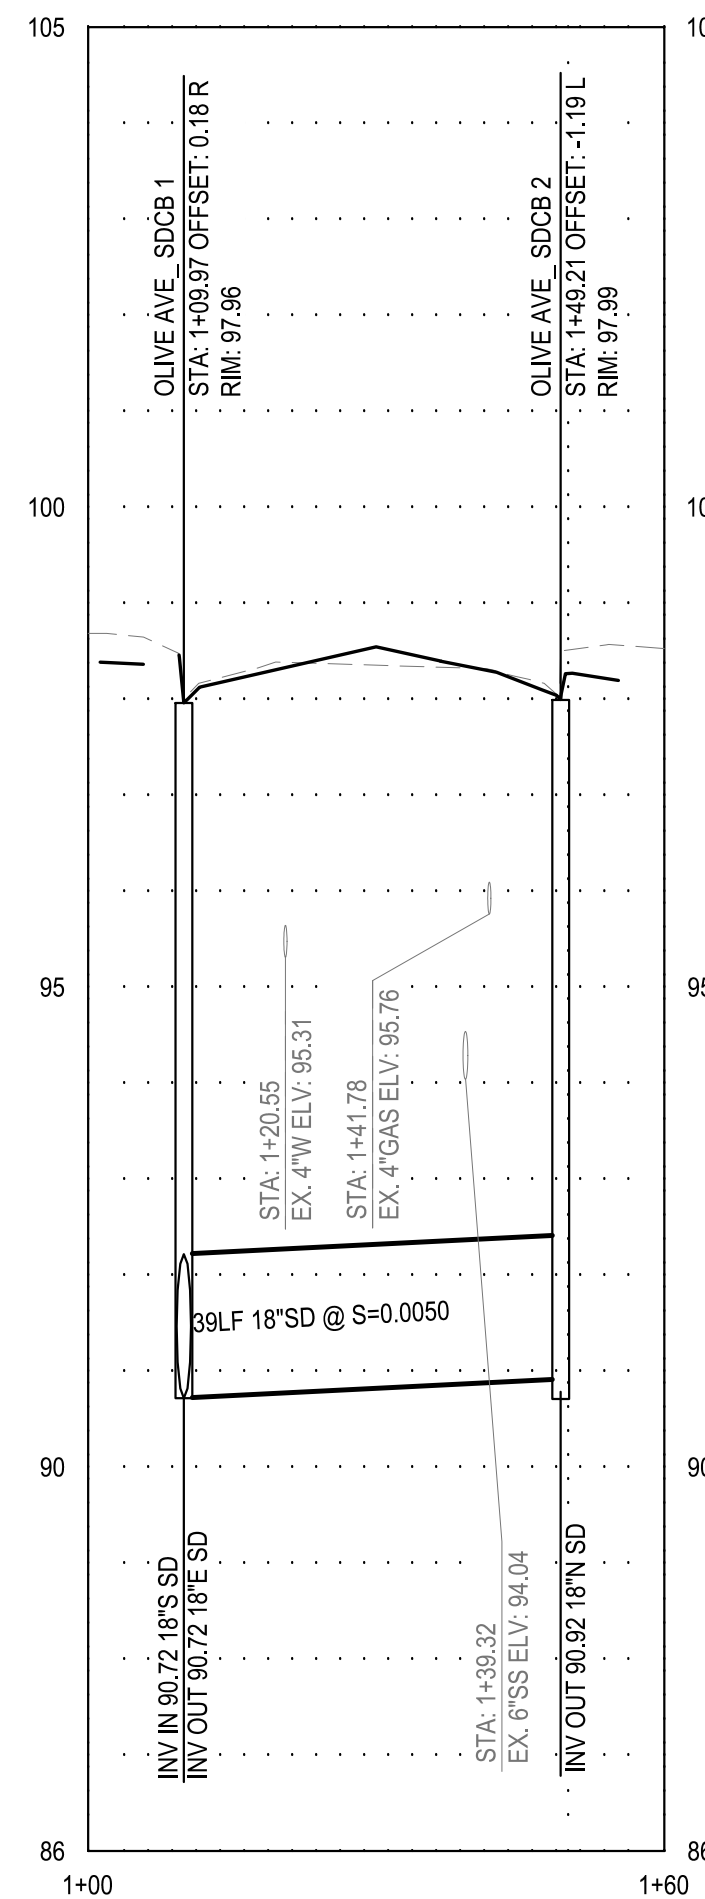 105
OLIVE AVE_ SDCB 1
STA: 1+09.97 OFFSET: 0.18 R
RIM: 97.96
OLIVE AVE_ SDCB 2
STA: 1+49.21 OFFSET: -1.19 L
RIM: 97.99
10
100
10
95
95
STA: 1+20.55
EX. 4"W ELV: 95.31
STA: 1+41.78
EX. 4"GAS ELV: 95.76
39LF 18"SD @ S=0.0050
90
90
INV IN 90.72 18"S SD
INV OUT 90.72 18"E SD
STA: 1+39.32
EX. 6"SS ELV: 94.04
INV OUT 90.92 18"N SD
86
86
1+00
1+60